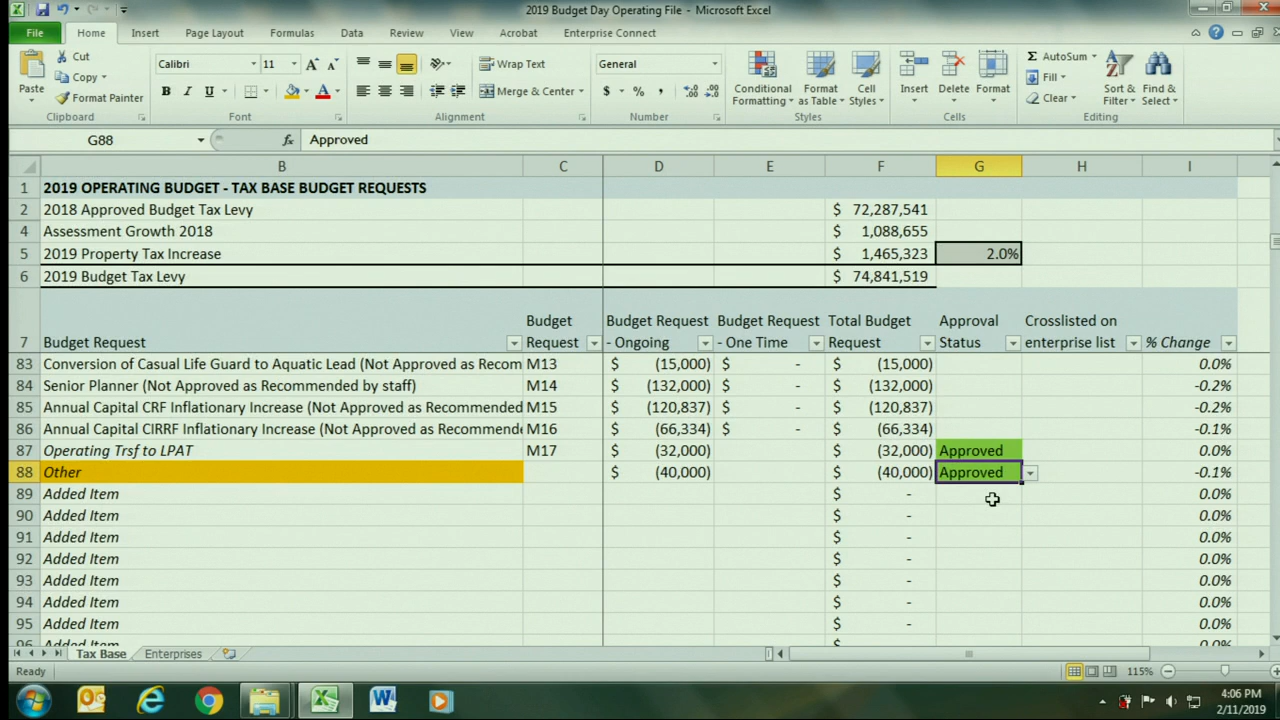 2019 Budget Day Operating File - Microsoft Excel
File Home Insert Page Layout Formulas Data Review View Acrobat Enterprise Connect
Cut Calibri 11 A A Wrap Text General AutoSum
Paste Copy Fill
Format Painter B I U A Merge & Center $ % , Conditional Formatting Format as Table Cell Styles Insert Delete Format Clear Sort & Filter Find & Select
Clipboard Font Alignment Number Styles Cells Editing
G88 fx Approved
B C D E F G H I
1 2019 OPERATING BUDGET - TAX BASE BUDGET REQUESTS
2 2018 Approved Budget Tax Levy $ 72,287,541
4 Assessment Growth 2018 $ 1,088,655
5 2019 Property Tax Increase $ 1,465,323 2.0%
6 2019 Budget Tax Levy $ 74,841,519
Budget Budget Request Budget Request Total Budget Approval Crosslisted on
7 Budget Request Request - Ongoing - One Time Request Status enterprise list % Change
83 Conversion of Casual Life Guard to Aquatic Lead (Not Approved as Recom M13 $ (15,000) $ - $ (15,000) 0.0%
84 Senior Planner (Not Approved as Recommended by staff) M14 $ (132,000) $ - $ (132,000) -0.2%
85 Annual Capital CRF Inflationary Increase (Not Approved as Recommended M15 $ (120,837) $ - $ (120,837) -0.2%
86 Annual Capital CIRRF Inflationary Increase (Not Approved as Recommende M16 $ (66,334) $ - $ (66,334) -0.1%
87 Operating Trsf to LPAT M17 $ (32,000) $ (32,000) Approved 0.0%
88 Other $ (40,000) $ (40,000) Approved -0.1%
89 Added Item $ - 0.0%
90 Added Item $ - 0.0%
91 Added Item $ - 0.0%
92 Added Item $ - 0.0%
93 Added Item $ - 0.0%
94 Added Item $ - 0.0%
95 Added Item $ - 0.0%
96 Added Item $ 0.0%
Tax Base Enterprises
Ready 115%
4:06 PM
2/11/2019